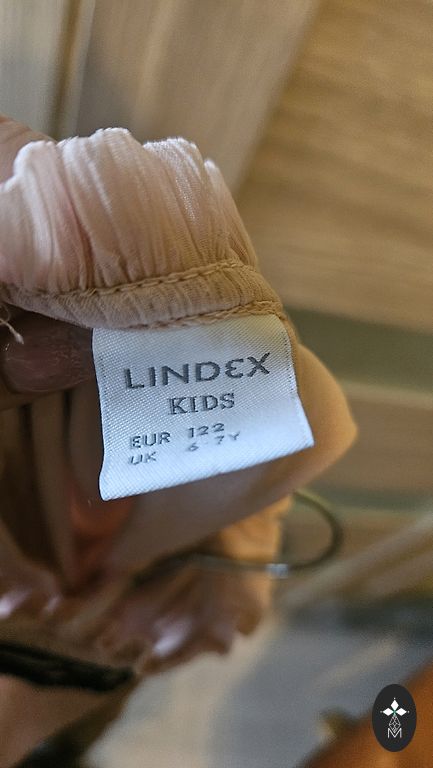 LINDEX
KIDS
EUR 122
UK 6-7Y
M